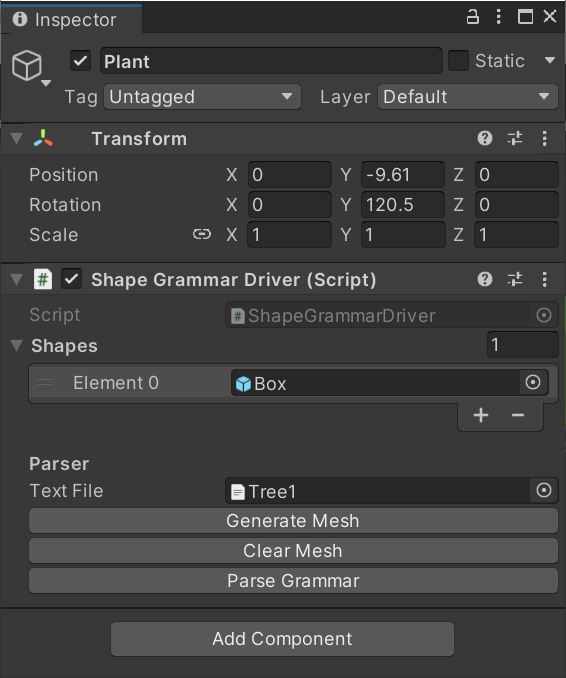 Inspector
Plant
Static
Tag Untagged Layer Default
Transform
Position X 0 Y -9.61 Z 0
Rotation X 0 Y 120.5 Z 0
Scale X 1 Y 1 Z 1
# Shape Grammar Driver (Script)
Script # ShapeGrammarDriver
Shapes 1
Element 0 Box
+ −
Parser
Text File Tree1
Generate Mesh
Clear Mesh
Parse Grammar
Add Component